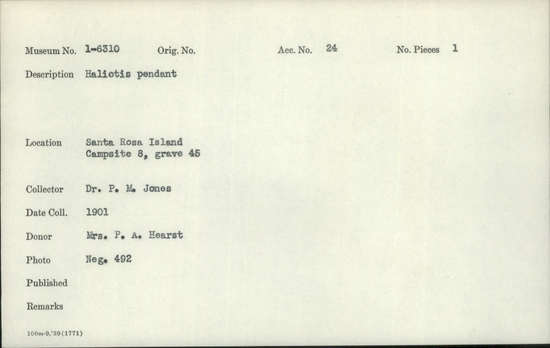 Museum No. 1-6310 Orig. No. Acc. No. 24 No. Pieces 1
Description Haliotis pendant
Location Santa Rosa Island
Campsite 8, grave 45
Collector Dr. P. M. Jones
Date Coll. 1901
Donor Mrs. P. A. Hearst
Photo Neg. 492
Published
Remarks
100m-9,'39(1771)